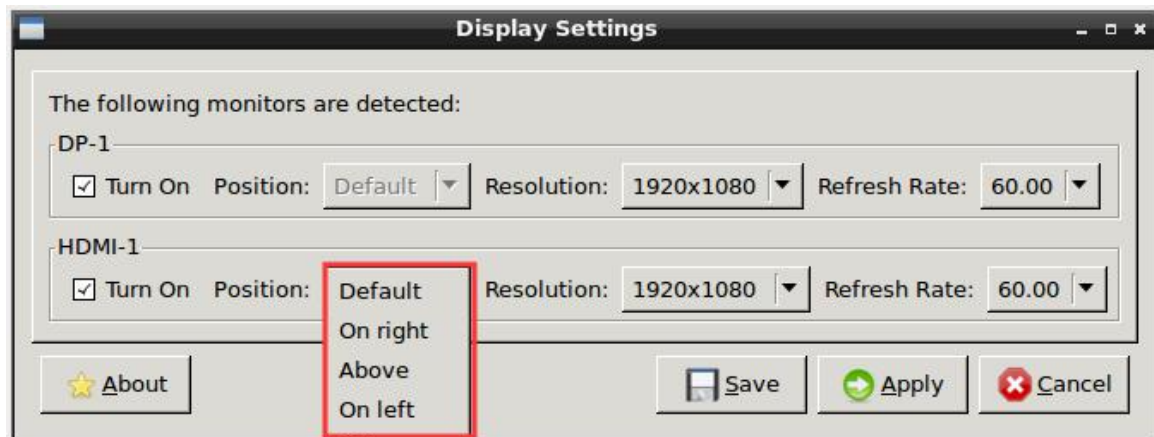 Display Settings
The following monitors are detected:
DP-1
Turn On Position: Default Resolution: 1920x1080 Refresh Rate: 60.00
HDMI-1
Turn On Position: Default Resolution: 1920x1080 Refresh Rate: 60.00
On right
Above
On left
About Save Apply Cancel